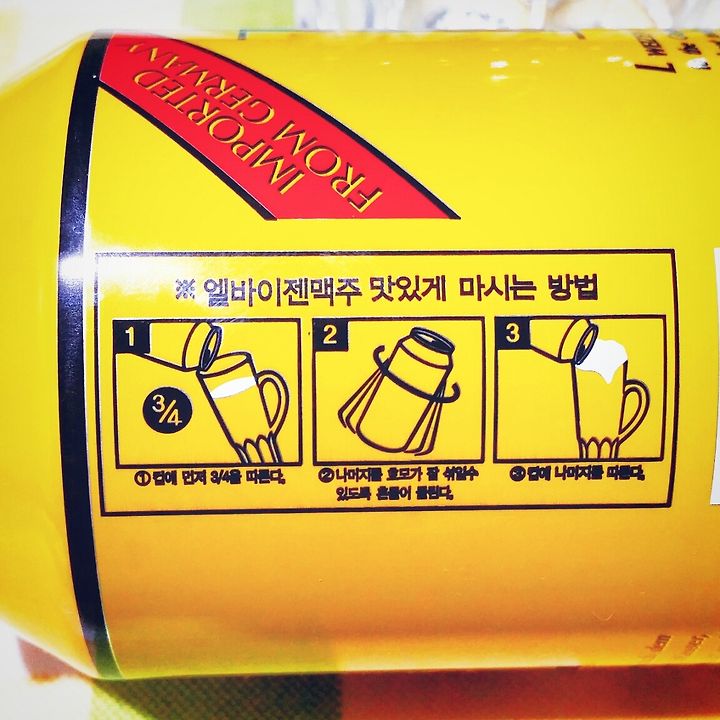 IMPORTED
FROM GERMANY
※ 엘바이젠맥주 맛있게 마시는 방법
1
3/4
2
3
①컵에 먼저 3/4을 따른다.
②나머지를 효모가 잘 섞일수
있도록 흔들어 돌린다.
③컵에 나머지를 따른다.